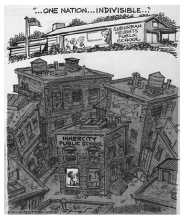 "...ONE NATION...INDIVISIBLE..."
SUBURBAN
HEIGHTS
PUBLIC
SCHOOL
INNERCITY
PUBLIC SCHOOL